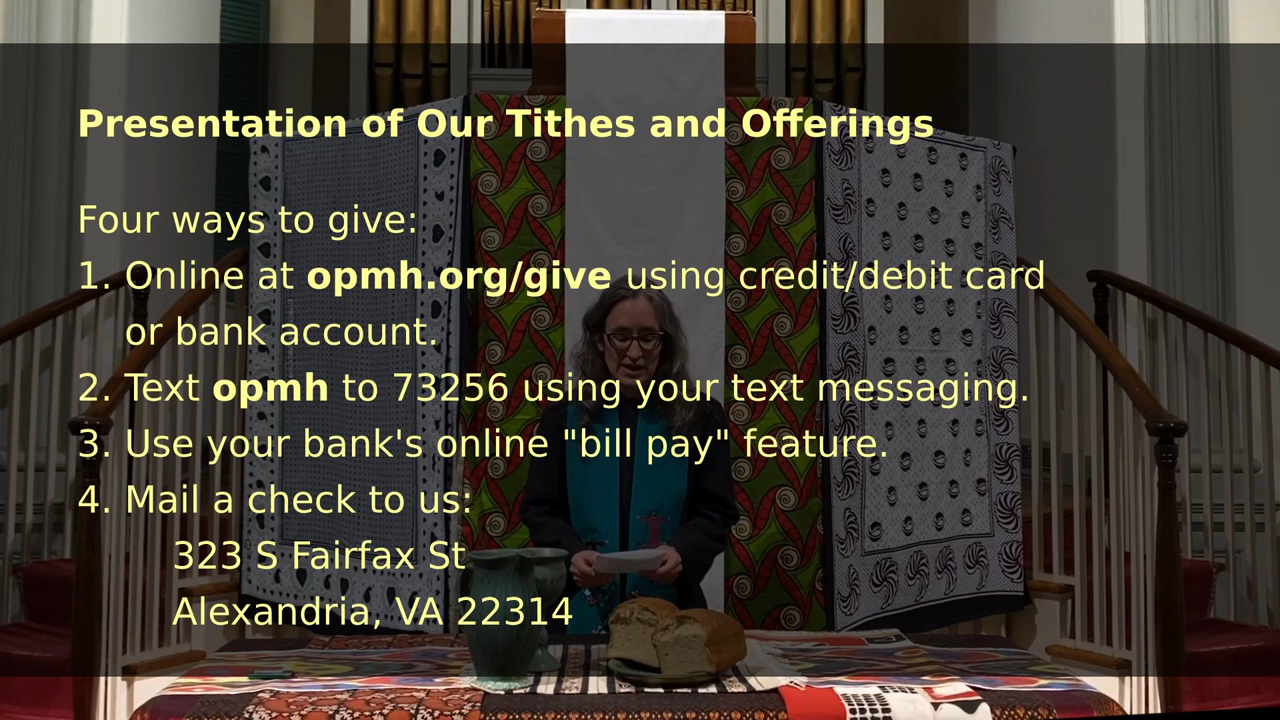 Presentation of Our Tithes and Offerings
Four ways to give:
1. Online at opmh.org/give using credit/debit card
or bank account.
2. Text opmh to 73256 using your text messaging.
3. Use your bank's online "bill pay" feature.
4. Mail a check to us:
323 S Fairfax St
Alexandria, VA 22314